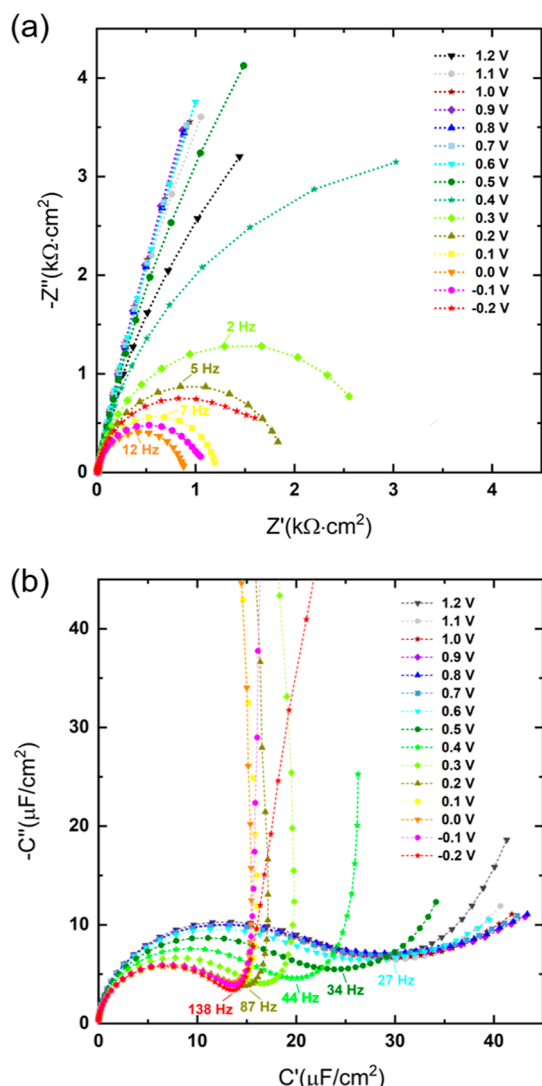 (a)
-Z''(kΩ·cm²)
4
3
2
1
0
1.2 V
1.1 V
1.0 V
0.9 V
0.8 V
0.7 V
0.6 V
0.5 V
0.4 V
0.3 V
0.2 V
0.1 V
0.0 V
-0.1 V
-0.2 V
2 Hz
5 Hz
7 Hz
12 Hz
0 1 2 3 4
Z'(kΩ·cm²)
(b)
-C''(μF/cm²)
40
30
20
10
0
1.2 V
1.1 V
1.0 V
0.9 V
0.8 V
0.7 V
0.6 V
0.5 V
0.4 V
0.3 V
0.2 V
0.1 V
0.0 V
-0.1 V
-0.2 V
138 Hz 87 Hz 44 Hz 34 Hz 27 Hz
0 10 20 30 40
C'(μF/cm²)